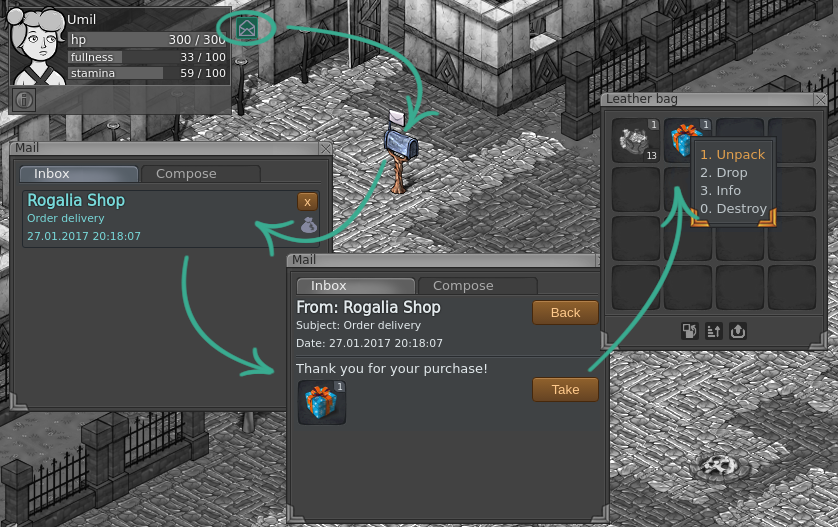 Umil
hp 300 / 300
fullness 33 / 100
stamina 59 / 100
Mail
Inbox Compose
Rogalia Shop x
Order delivery
27.01.2017 20:18:07
Mail
Inbox Compose
From: Rogalia Shop
Back
Subject: Order delivery
Date: 27.01.2017 20:18:07
Thank you for your purchase!
1
Take
Leather bag
1 1
13
1. Unpack
2. Drop
3. Info
0. Destroy